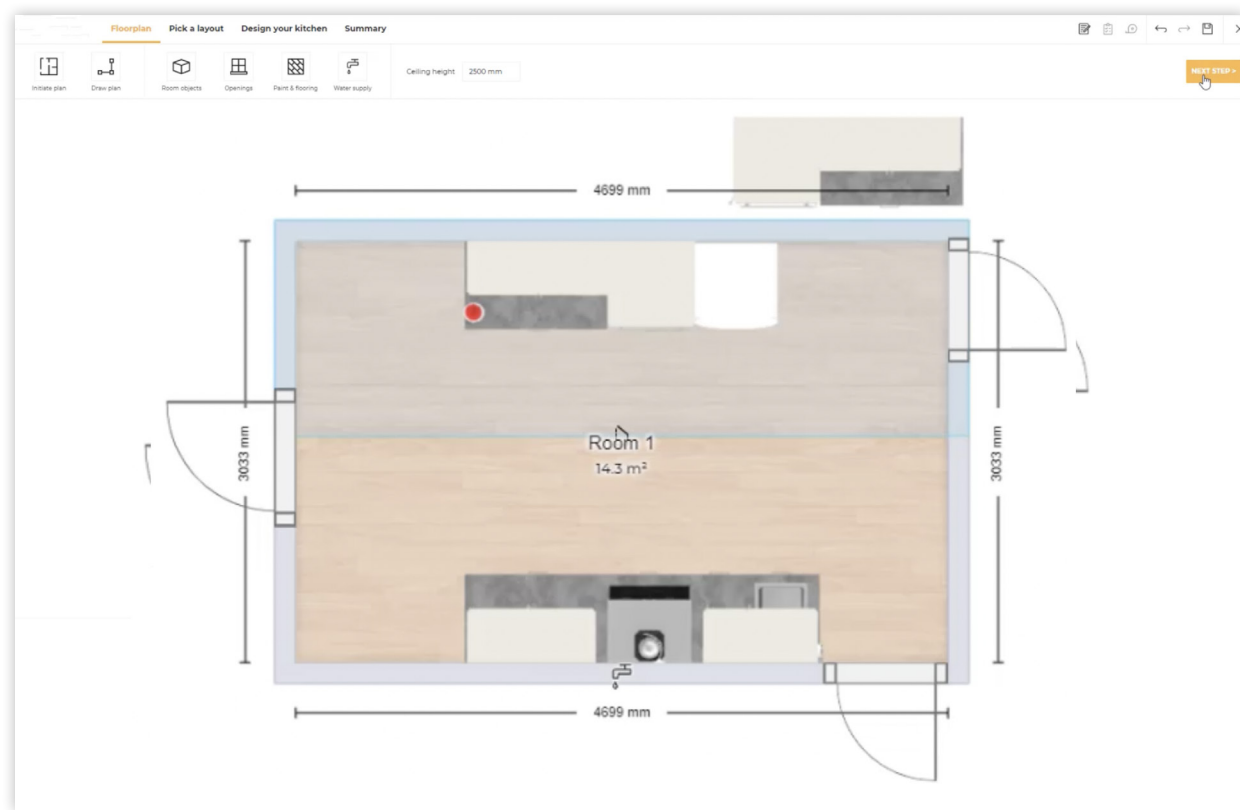 Floorplan Pick a layout Design your kitchen Summary
Initiate plan Draw plan Room objects Openings Paint & flooring Water supply
Ceiling height 2500 mm
NEXT STEP >
4699 mm
3033 mm
3033 mm
Room 1
14.3 m²
4699 mm